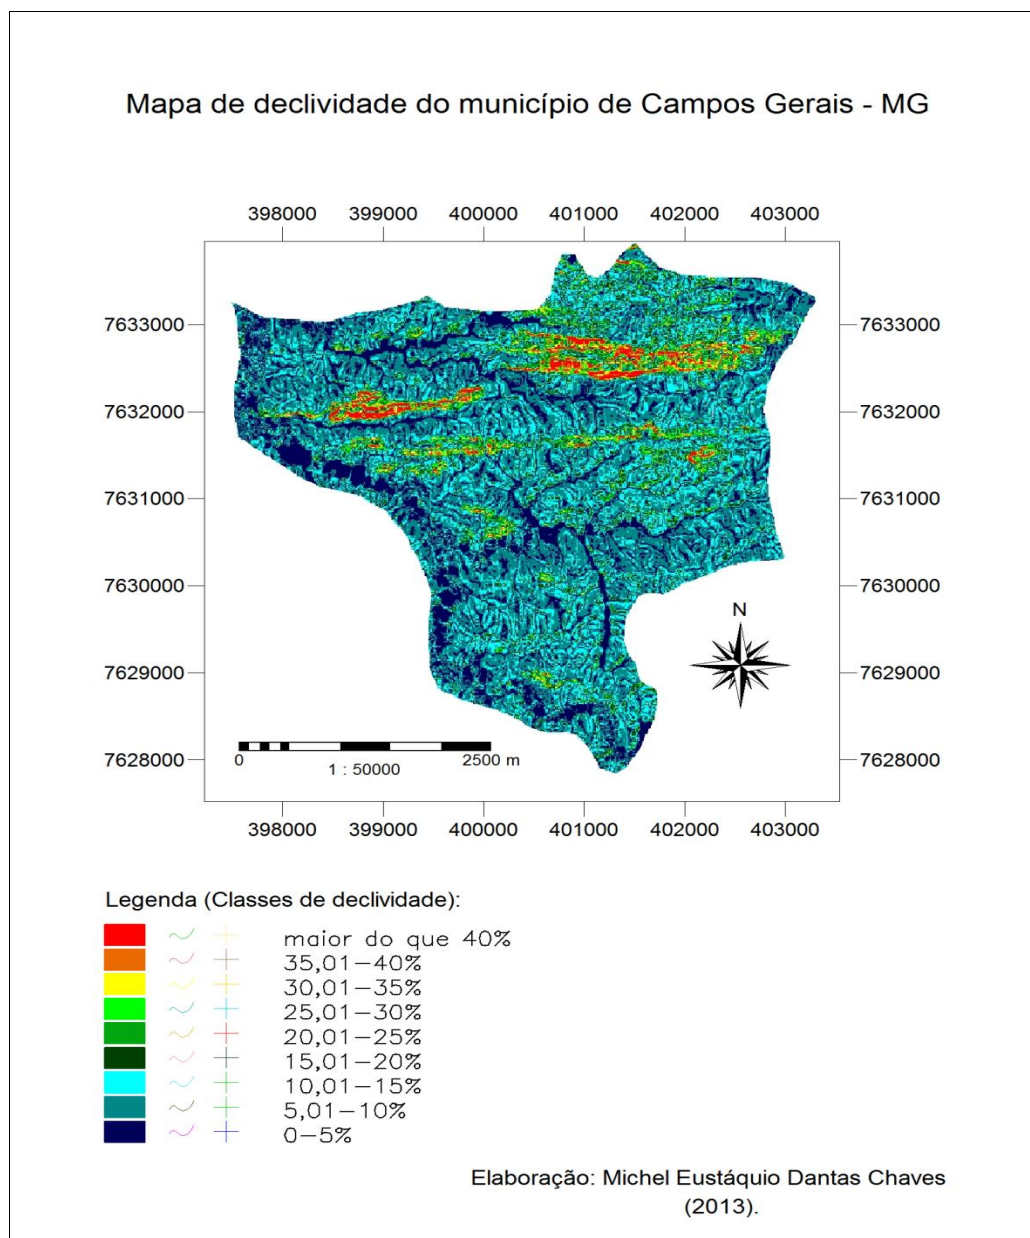 Mapa de declividade do município de Campos Gerais - MG
398000 399000 400000 401000 402000 403000
7633000 7633000
7632000 7632000
7631000 7631000
7630000 7630000
N
7629000 7629000
7628000 7628000
0 2500 m
1 : 50000
398000 399000 400000 401000 402000 403000
Legenda (Classes de declividade):
maior do que 40%
35,01-40%
30,01-35%
25,01-30%
20,01-25%
15,01-20%
10,01-15%
5,01-10%
0-5%
Elaboração: Michel Eustáquio Dantas Chaves
(2013).